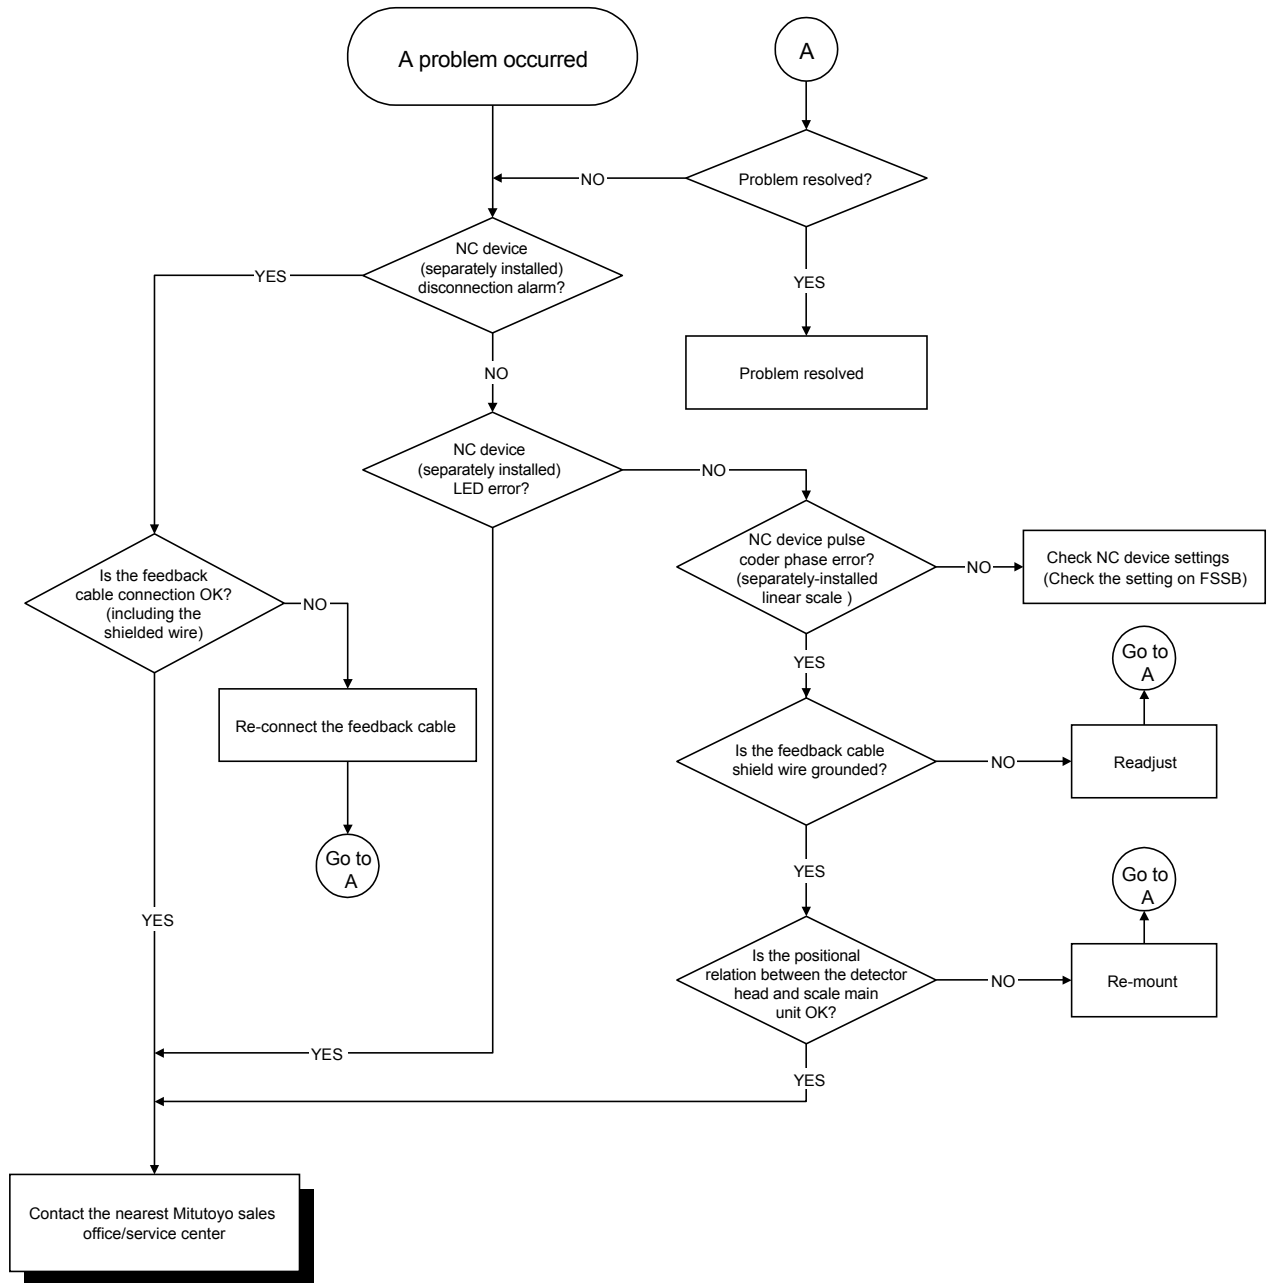 A problem occurred
A
Problem resolved?
NO
NC device
(separately installed)
disconnection alarm?
YES
YES
NO
Problem resolved
NC device
(separately installed)
LED error?
NO
NC device pulse
coder phase error?
(separately-installed
linear scale )
NO
Check NC device settings
(Check the setting on FSSB)
Is the feedback
cable connection OK?
(including the
shielded wire)
NO
YES
Go to
A
Re-connect the feedback cable
Is the feedback cable
shield wire grounded?
NO
Readjust
Go to
A
YES
Go to
A
YES
Is the positional
relation between the detector
head and scale main
unit OK?
NO
Re-mount
YES
YES
Contact the nearest Mitutoyo sales
office/service center